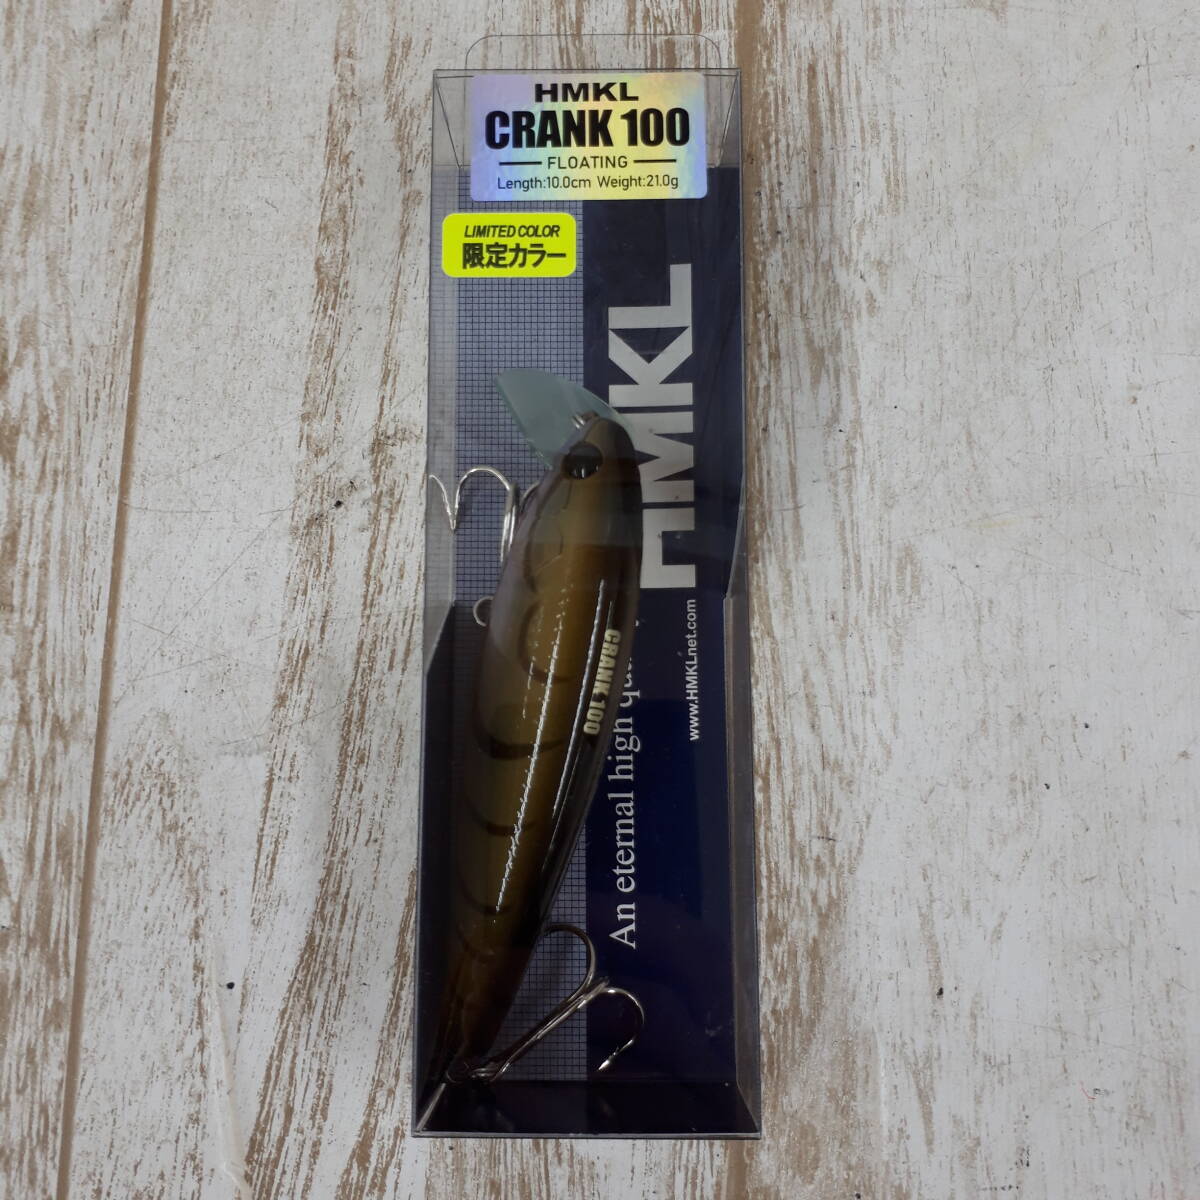 HMKL
CRANK 100
FLOATING
Length:10.0cm Weight:21.0g
LIMITED COLOR
限定カラー
HMKL
www.HMKLnet.com
An eternal high
CRANK 100